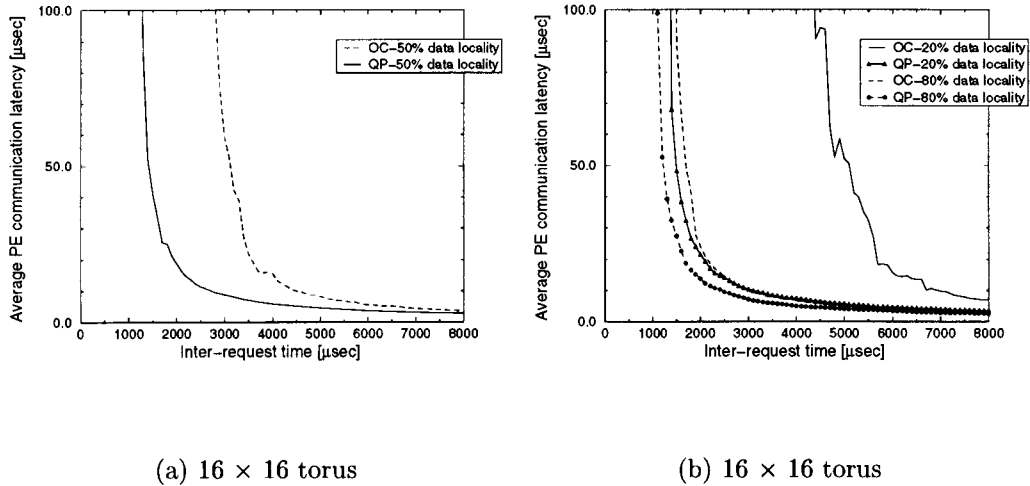 Average PE communication latency [μsec]
100.0
50.0
0.0
OC–50% data locality
QP–50% data locality
0 1000 2000 3000 4000 5000 6000 7000 8000
Inter–request time [μsec]
(a) 16 × 16 torus
Average PE communication latency [μsec]
100.0
50.0
0.0
OC–20% data locality
QP–20% data locality
OC–80% data locality
QP–80% data locality
0 1000 2000 3000 4000 5000 6000 7000 8000
Inter–request time [μsec]
(b) 16 × 16 torus